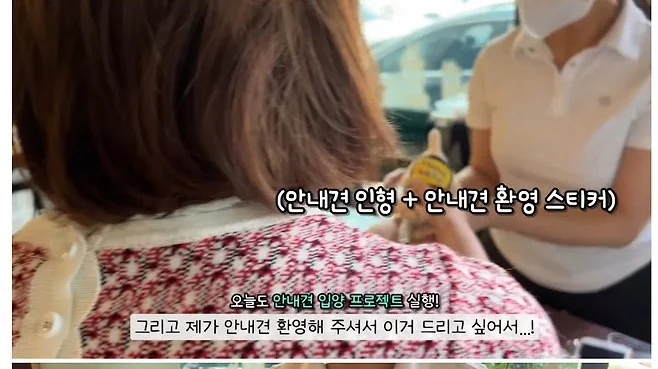 (안내견 인형 + 안내견 환영 스티커)
오늘도 안내견 입양 프로젝트 실행!
그리고 제가 안내견 환영해 주셔서 이거 드리고 싶어서...!